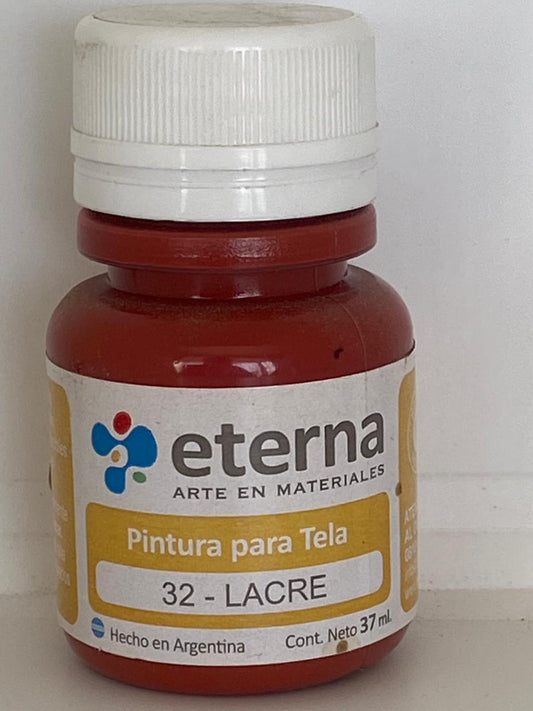 eterna
ARTE EN MATERIALES
Pintura para Tela
32 - LACRE
Hecho en Argentina
Cont. Neto 37 ml.